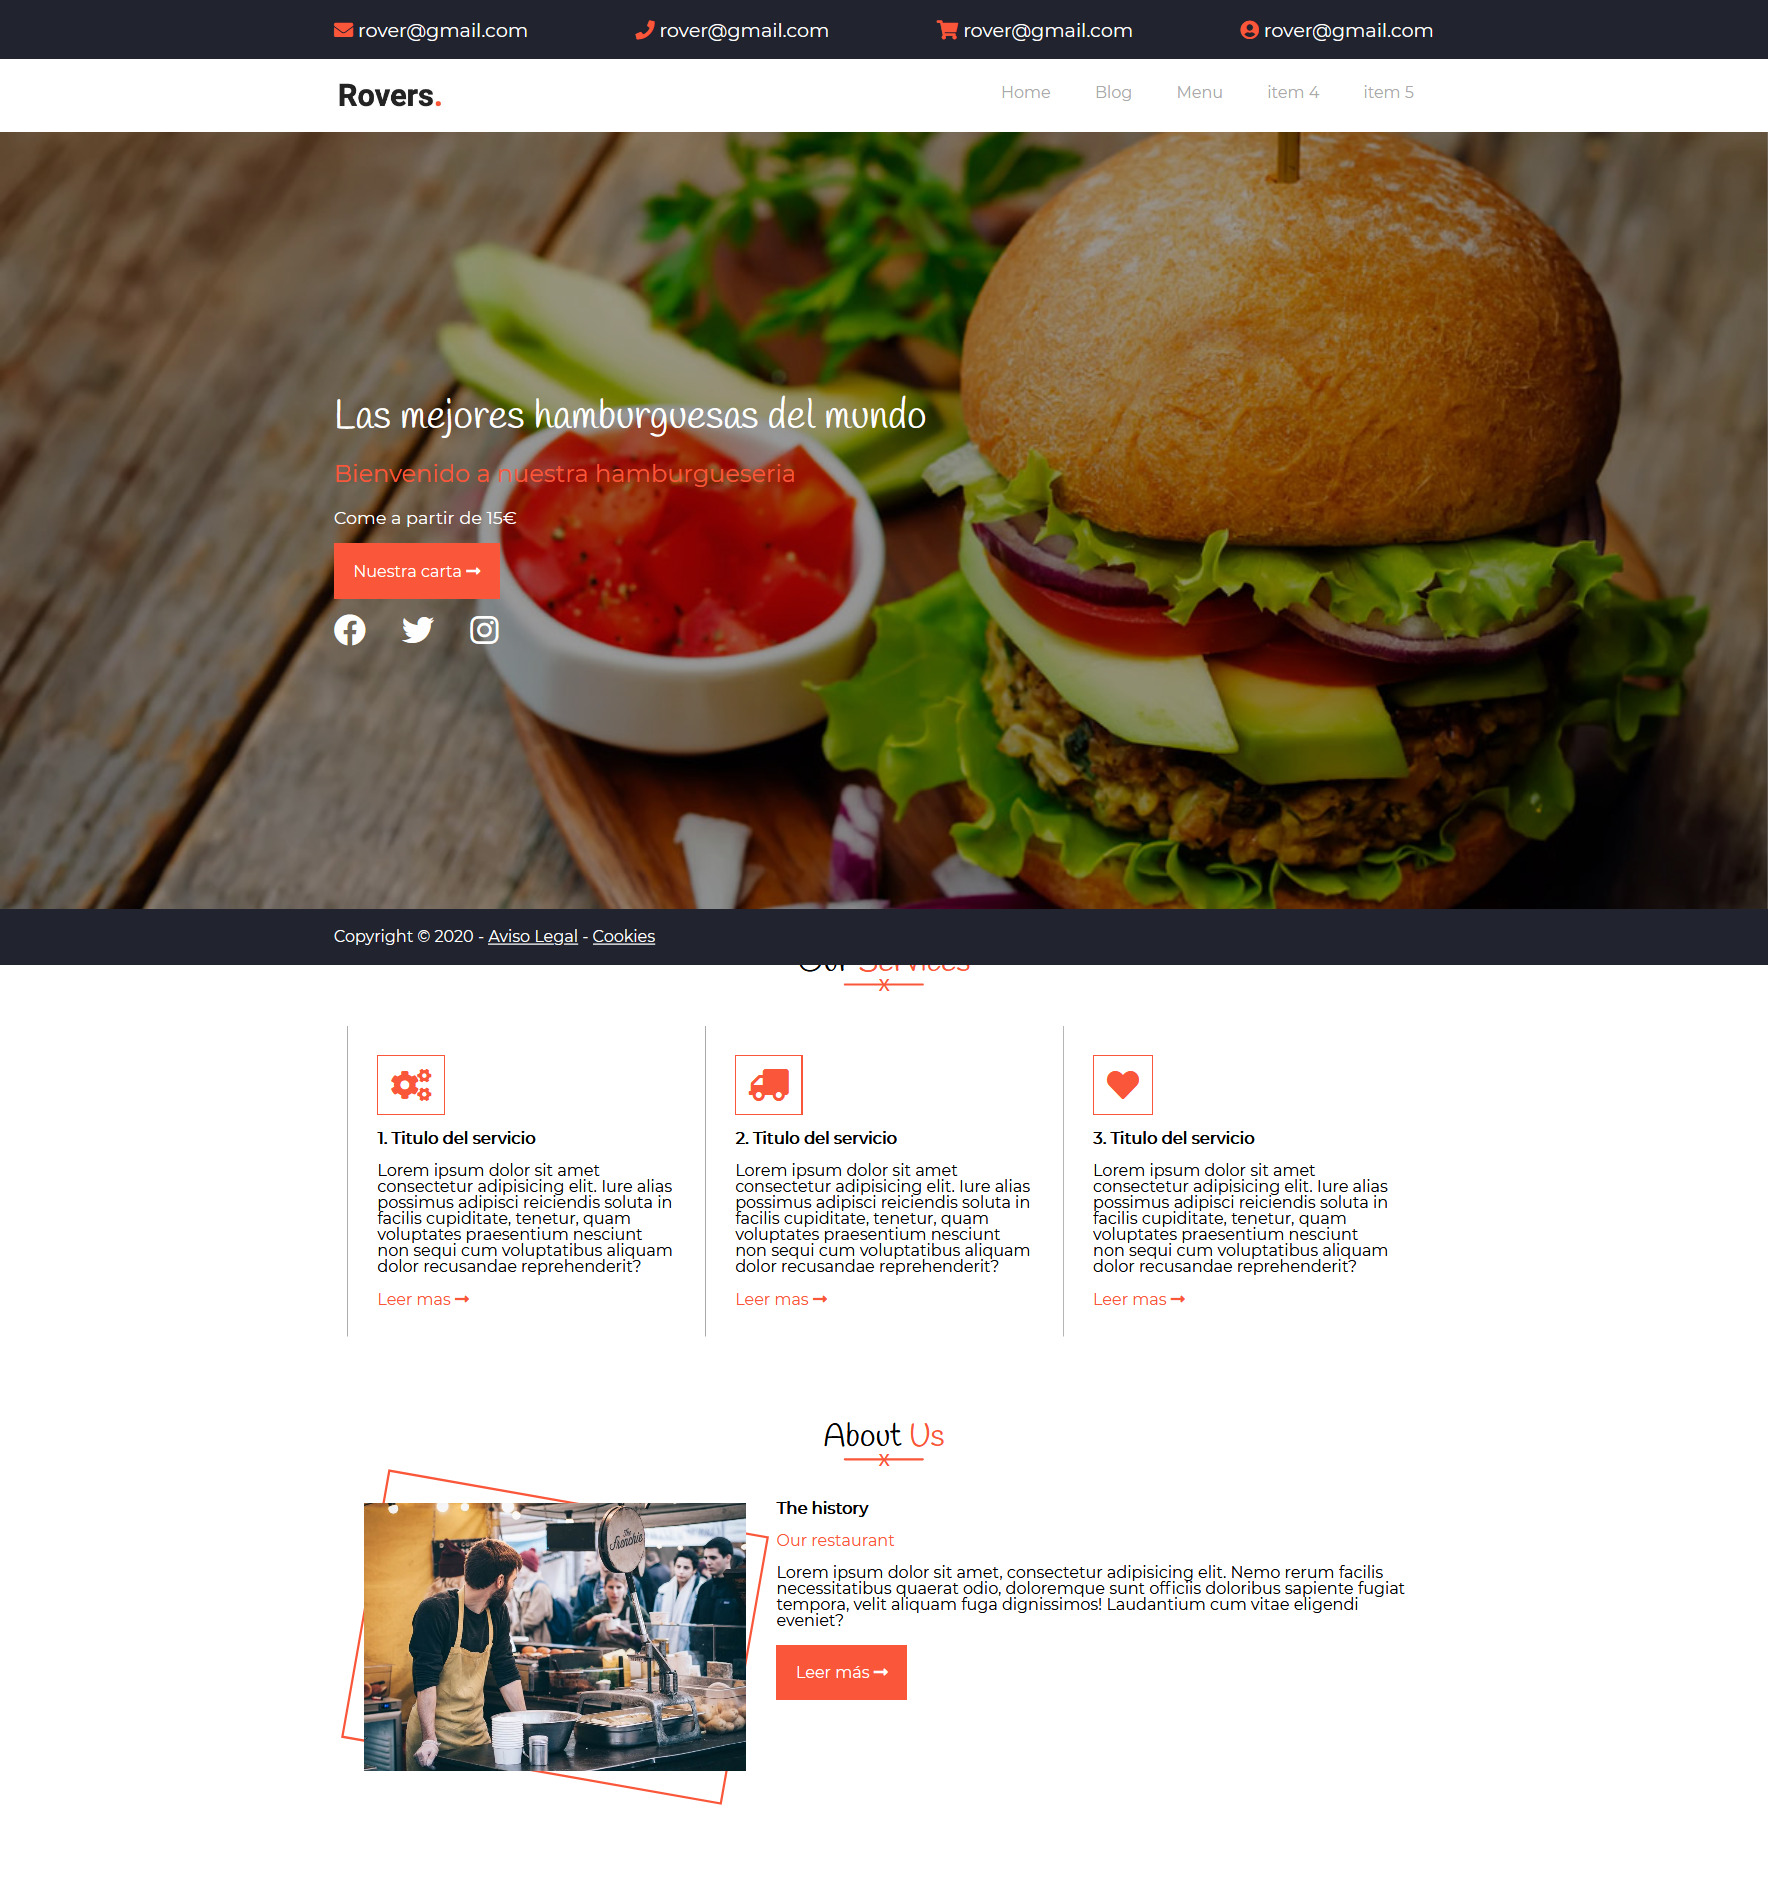 rover@gmail.com rover@gmail.com rover@gmail.com rover@gmail.com
Rovers. Home Blog Menu item 4 item 5
Las mejores hamburguesas del mundo
Bienvenido a nuestra hamburgueseria
Come a partir de 15€
Nuestra carta
Copyright © 2020 - Aviso Legal - Cookies
Our Services
x
1. Titulo del servicio
Lorem ipsum dolor sit amet
consectetur adipisicing elit. Iure alias
possimus adipisci reiciendis soluta in
facilis cupiditate, tenetur, quam
voluptates praesentium nesciunt
non sequi cum voluptatibus aliquam
dolor recusandae reprehenderit?
Leer mas
2. Titulo del servicio
Lorem ipsum dolor sit amet
consectetur adipisicing elit. Iure alias
possimus adipisci reiciendis soluta in
facilis cupiditate, tenetur, quam
voluptates praesentium nesciunt
non sequi cum voluptatibus aliquam
dolor recusandae reprehenderit?
Leer mas
3. Titulo del servicio
Lorem ipsum dolor sit amet
consectetur adipisicing elit. Iure alias
possimus adipisci reiciendis soluta in
facilis cupiditate, tenetur, quam
voluptates praesentium nesciunt
non sequi cum voluptatibus aliquam
dolor recusandae reprehenderit?
Leer mas
About Us
x
The history
Our restaurant
Lorem ipsum dolor sit amet, consectetur adipisicing elit. Nemo rerum facilis
necessitatibus quaerat odio, doloremque sunt officiis doloribus sapiente fugiat
tempora, velit aliquam fuga dignissimos! Laudantium cum vitae eligendi
eveniet?
Leer más